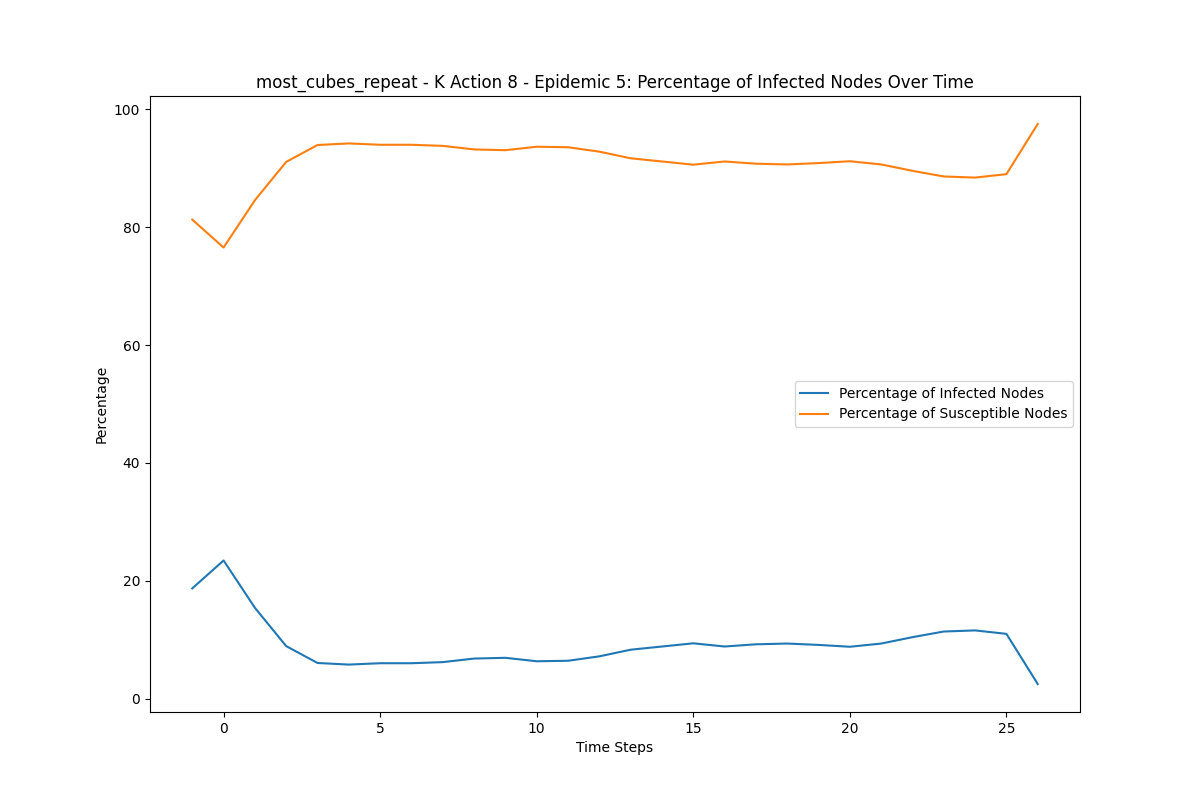 most_cubes_repeat - K Action 8 - Epidemic 5: Percentage of Infected Nodes Over Time
100
80
60
40
20
0
Percentage
Percentage of Infected Nodes
Percentage of Susceptible Nodes
0 5 10 15 20 25
Time Steps